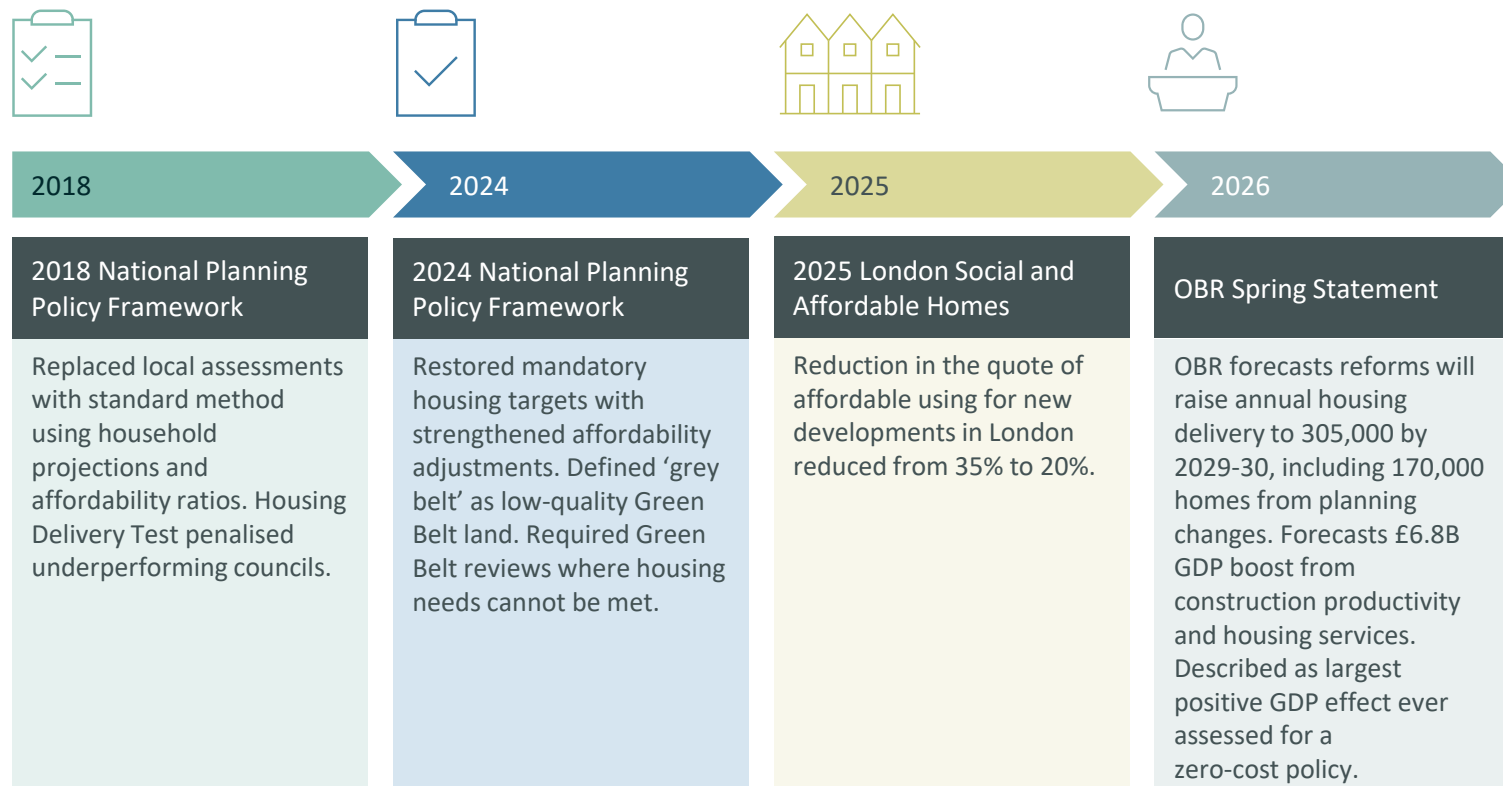 2018
2024
2025
2026
2018 National Planning
Policy Framework
Replaced local assessments
with standard method
using household
projections and
affordability ratios. Housing
Delivery Test penalised
underperforming councils.
2024 National Planning
Policy Framework
Restored mandatory
housing targets with
strengthened affordability
adjustments. Defined ‘grey
belt’ as low-quality Green
Belt land. Required Green
Belt reviews where housing
needs cannot be met.
2025 London Social and
Affordable Homes
Reduction in the quote of
affordable using for new
developments in London
reduced from 35% to 20%.
OBR Spring Statement
OBR forecasts reforms will
raise annual housing
delivery to 305,000 by
2029-30, including 170,000
homes from planning
changes. Forecasts £6.8B
GDP boost from
construction productivity
and housing services.
Described as largest
positive GDP effect ever
assessed for a
zero-cost policy.